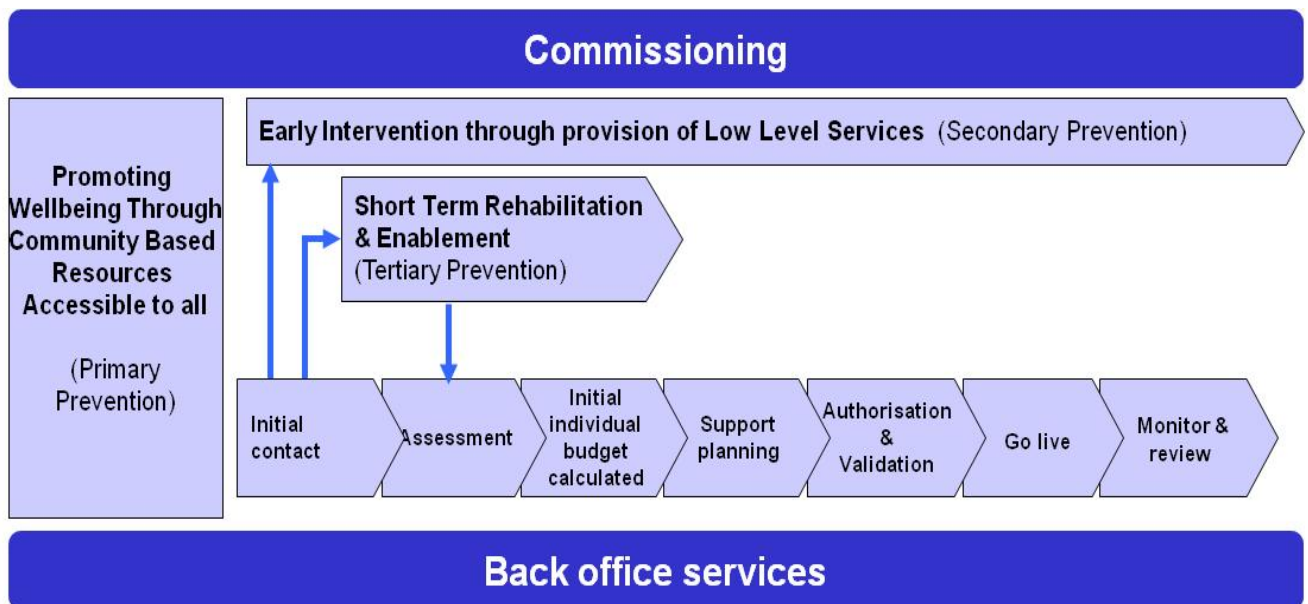 Commissioning
Early Intervention through provision of Low Level Services (Secondary Prevention)
Promoting
Wellbeing Through
Community Based
Resources
Accessible to all
(Primary
Prevention)
Short Term Rehabilitation
& Enablement
(Tertiary Prevention)
Initial
contact
Assessment
Initial
individual
budget
calculated
Support
planning
Authorisation
&
Validation
Go live
Monitor &
review
Back office services